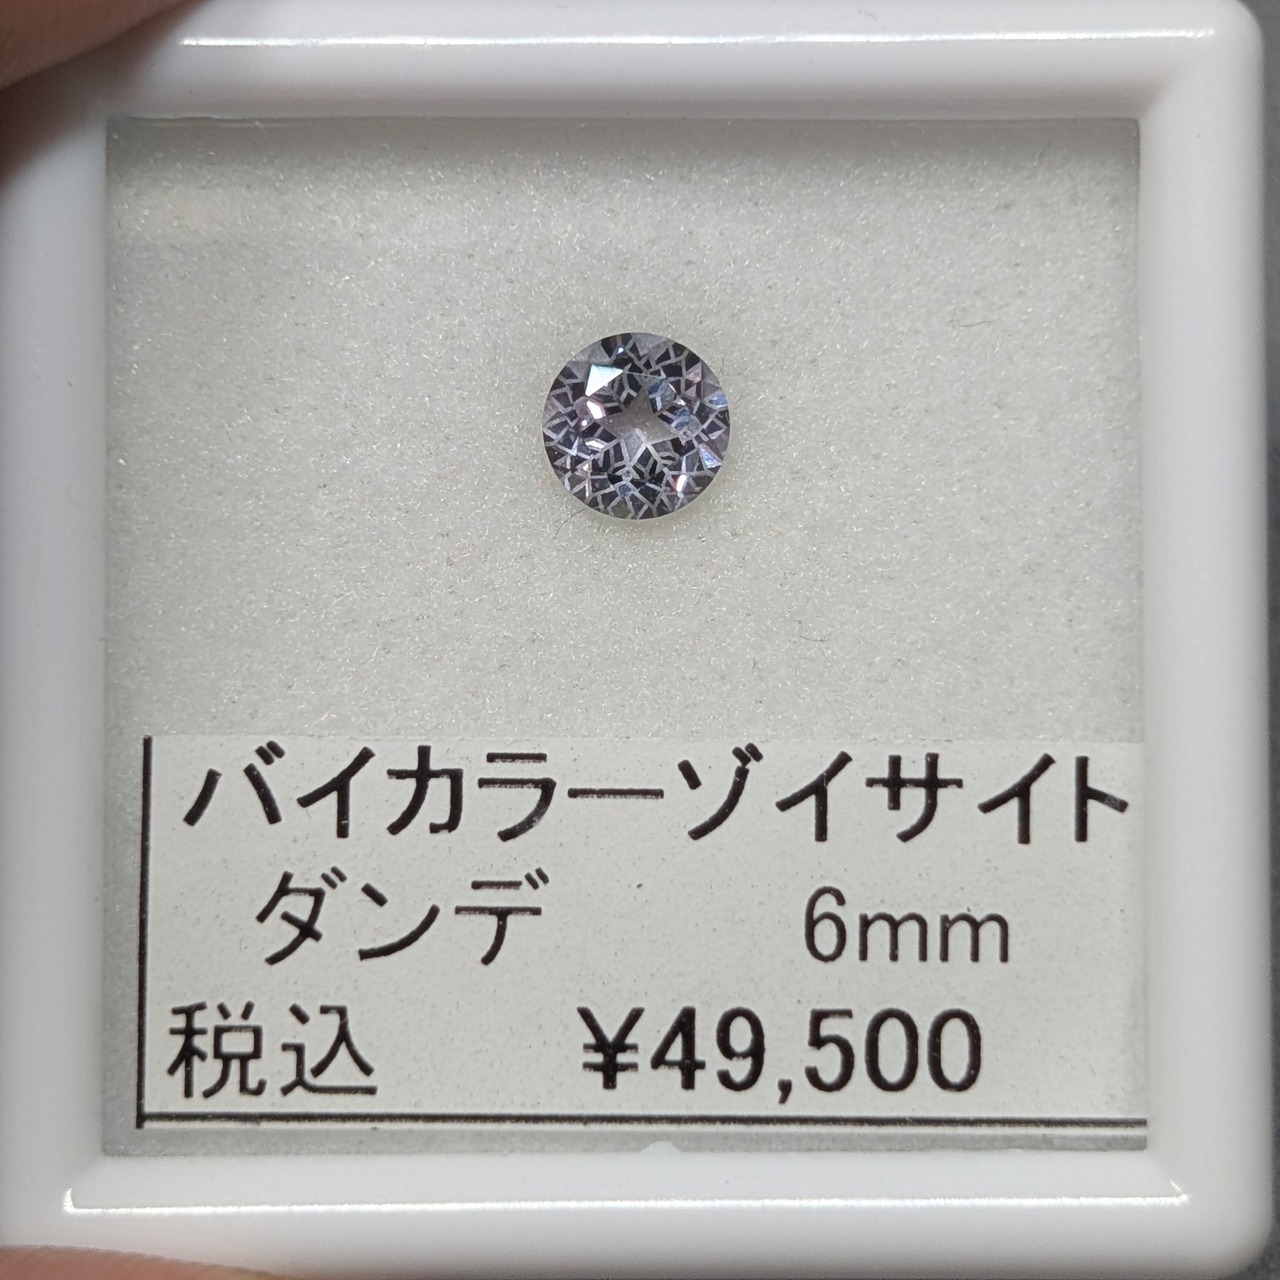 バイカラーゾイサイト
ダンデ 6mm
税込 ¥49,500